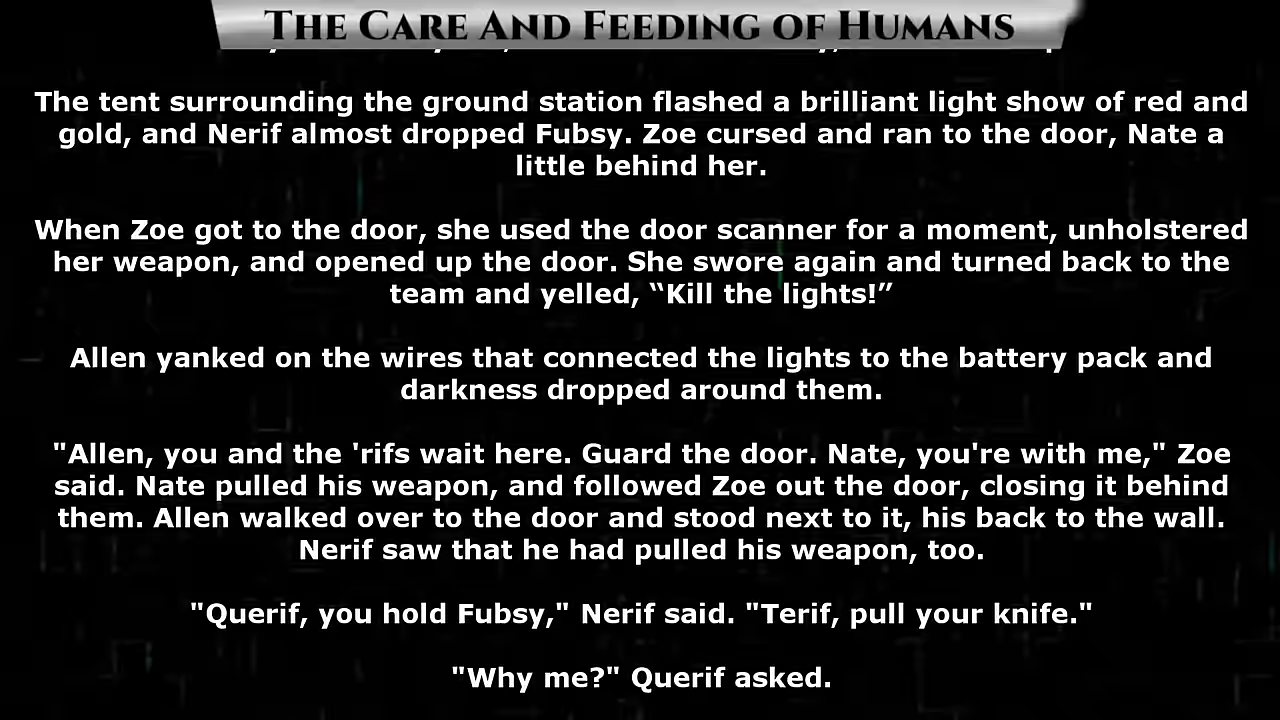 THE CARE AND FEEDING OF HUMANS
The tent surrounding the ground station flashed a brilliant light show of red and
gold, and Nerif almost dropped Fubsy. Zoe cursed and ran to the door, Nate a
little behind her.
When Zoe got to the door, she used the door scanner for a moment, unholstered
her weapon, and opened up the door. She swore again and turned back to the
team and yelled, “Kill the lights!”
Allen yanked on the wires that connected the lights to the battery pack and
darkness dropped around them.
"Allen, you and the 'rifs wait here. Guard the door. Nate, you're with me," Zoe
said. Nate pulled his weapon, and followed Zoe out the door, closing it behind
them. Allen walked over to the door and stood next to it, his back to the wall.
Nerif saw that he had pulled his weapon, too.
"Querif, you hold Fubsy," Nerif said. "Terif, pull your knife."
"Why me?" Querif asked.